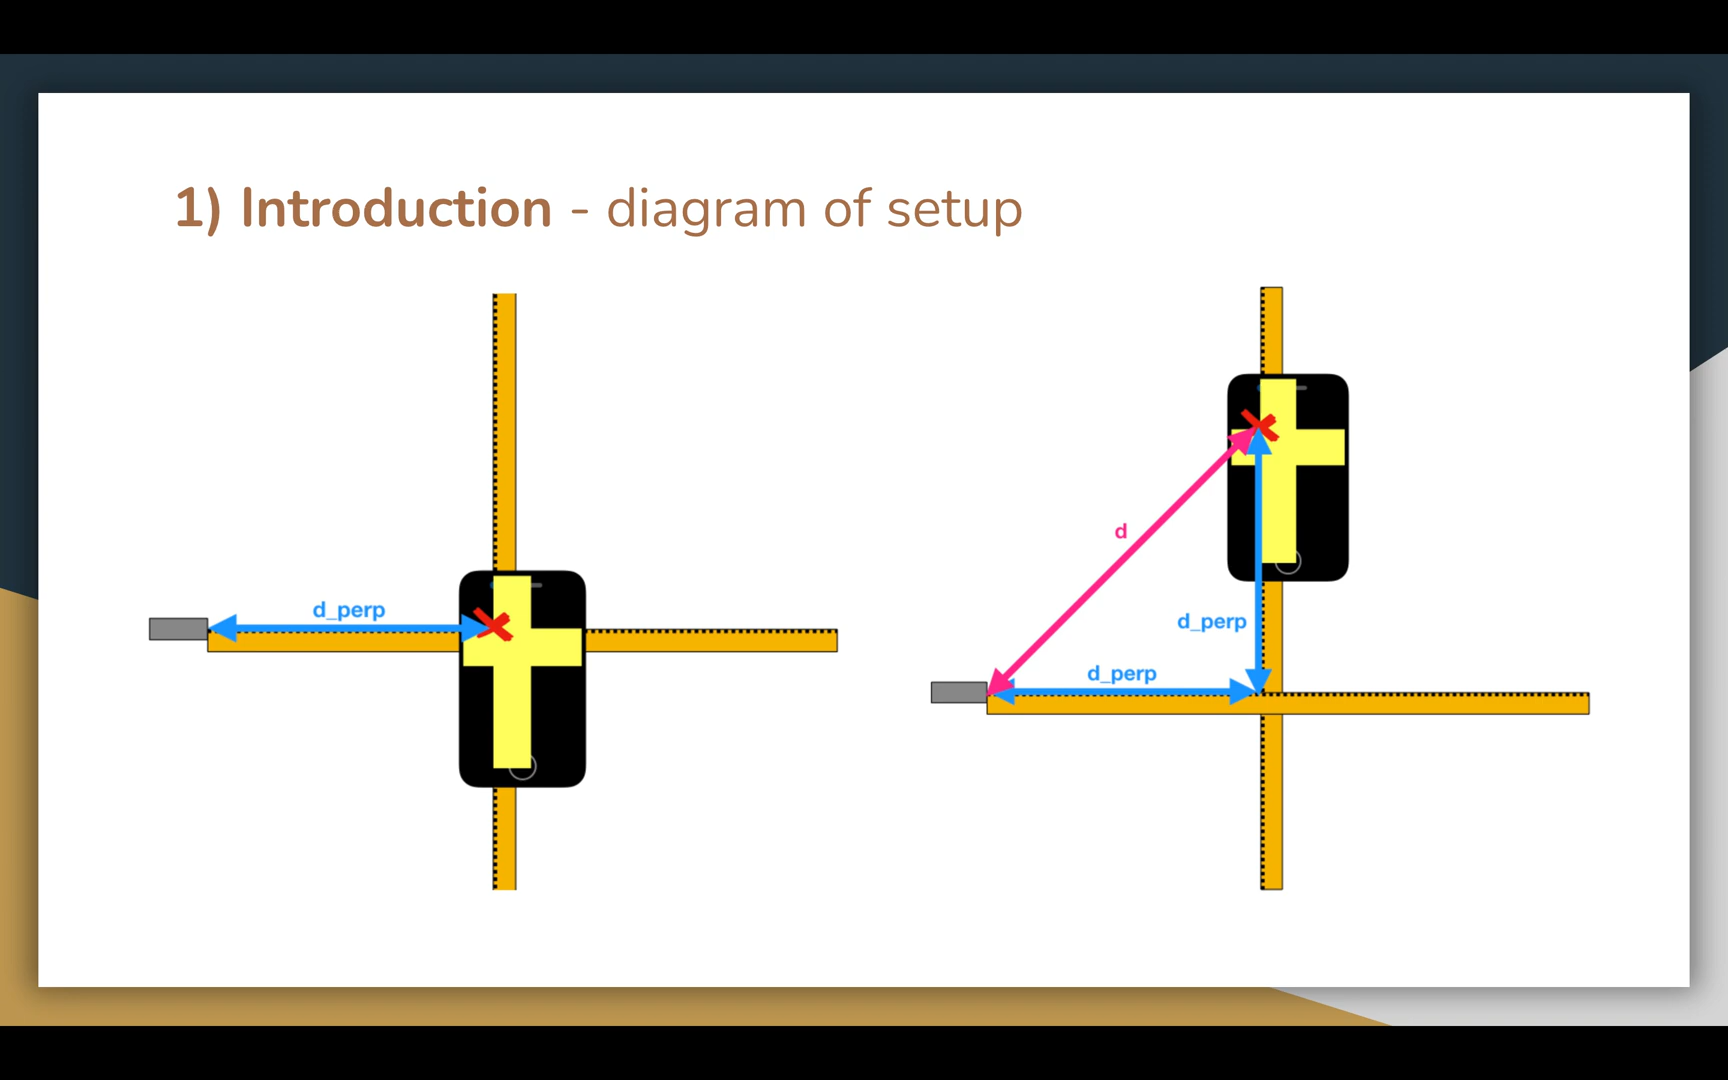 1) Introduction - diagram of setup
d_perp
d
d_perp
d_perp